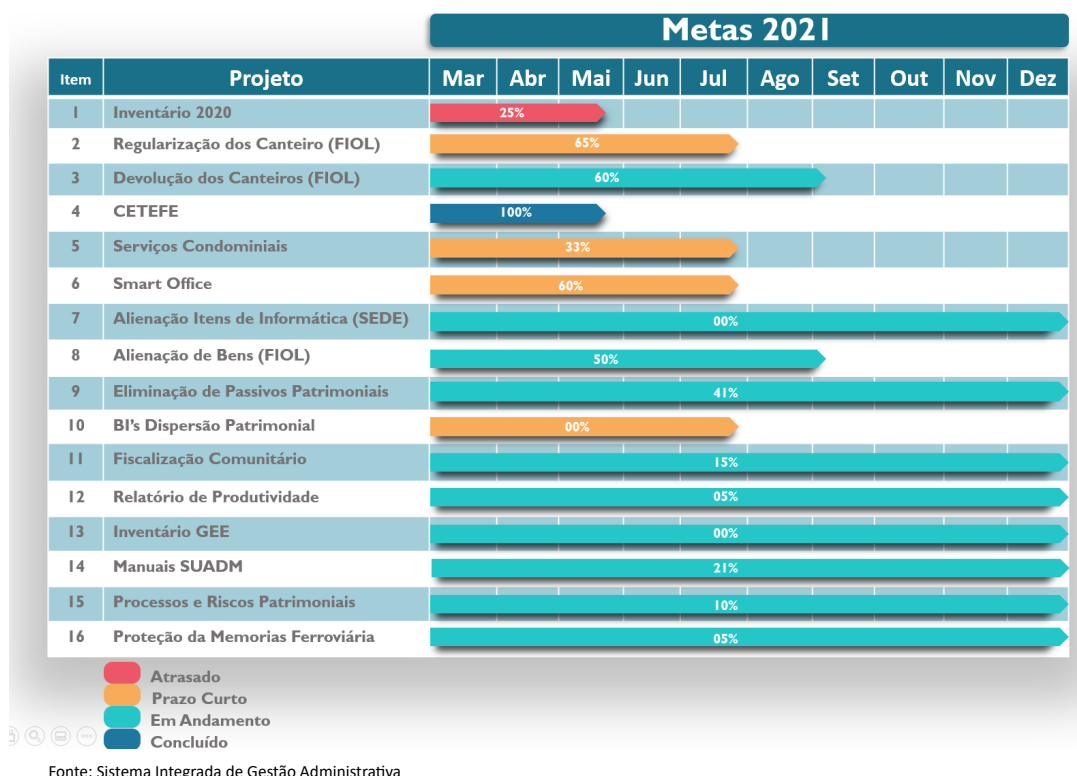 Metas 2021
Item Projeto Mar Abr Mai Jun Jul Ago Set Out Nov Dez
1 Inventário 2020 25%
2 Regularização dos Canteiro (FIOL) 65%
3 Devolução dos Canteiros (FIOL) 60%
4 CETEFE 100%
5 Serviços Condominiais 33%
6 Smart Office 60%
7 Alienação Itens de Informática (SEDE) 00%
8 Alienação de Bens (FIOL) 50%
9 Eliminação de Passivos Patrimoniais 41%
10 BI's Dispersão Patrimonial 00%
11 Fiscalização Comunitário 15%
12 Relatório de Produtividade 05%
13 Inventário GEE 00%
14 Manuais SUADM 21%
15 Processos e Riscos Patrimoniais 10%
16 Proteção da Memorias Ferroviária 05%
Atrasado
Prazo Curto
Em Andamento
Concluído
Fonte: Sistema Integrada de Gestão Administrativa